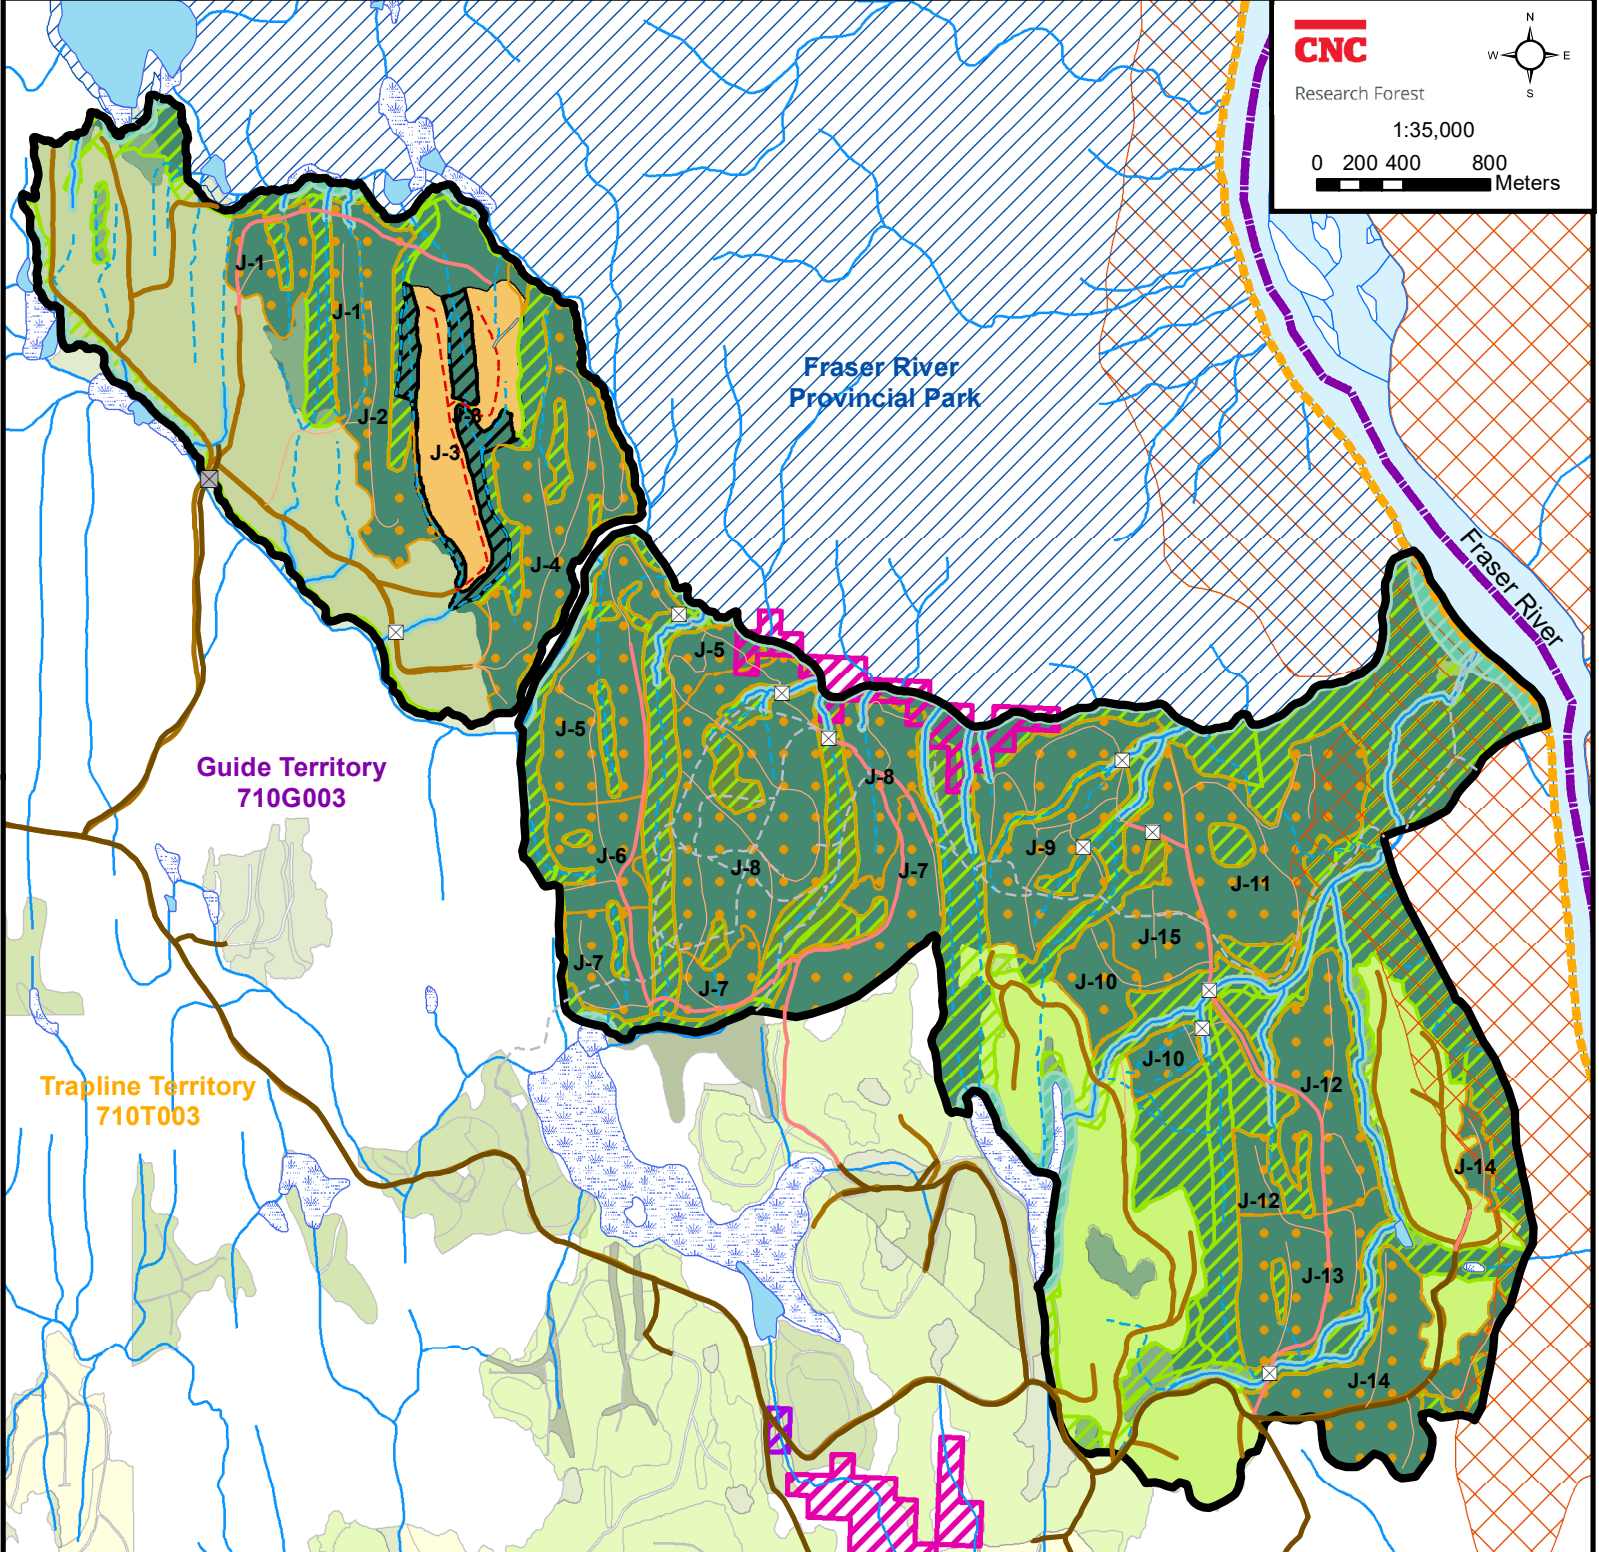 CNC
Research Forest
N
W
E
S
1:35,000
0 200 400 800
Meters
Fraser River
Provincial Park
Fraser River
Guide Territory
710G003
Trapline Territory
710T003
J-1
J-1
J-2
J-3
J-3
J-4
J-5
J-5
J-6
J-7
J-7
J-7
J-8
J-8
J-9
J-10
J-10
J-11
J-15
J-12
J-12
J-13
J-14
J-14